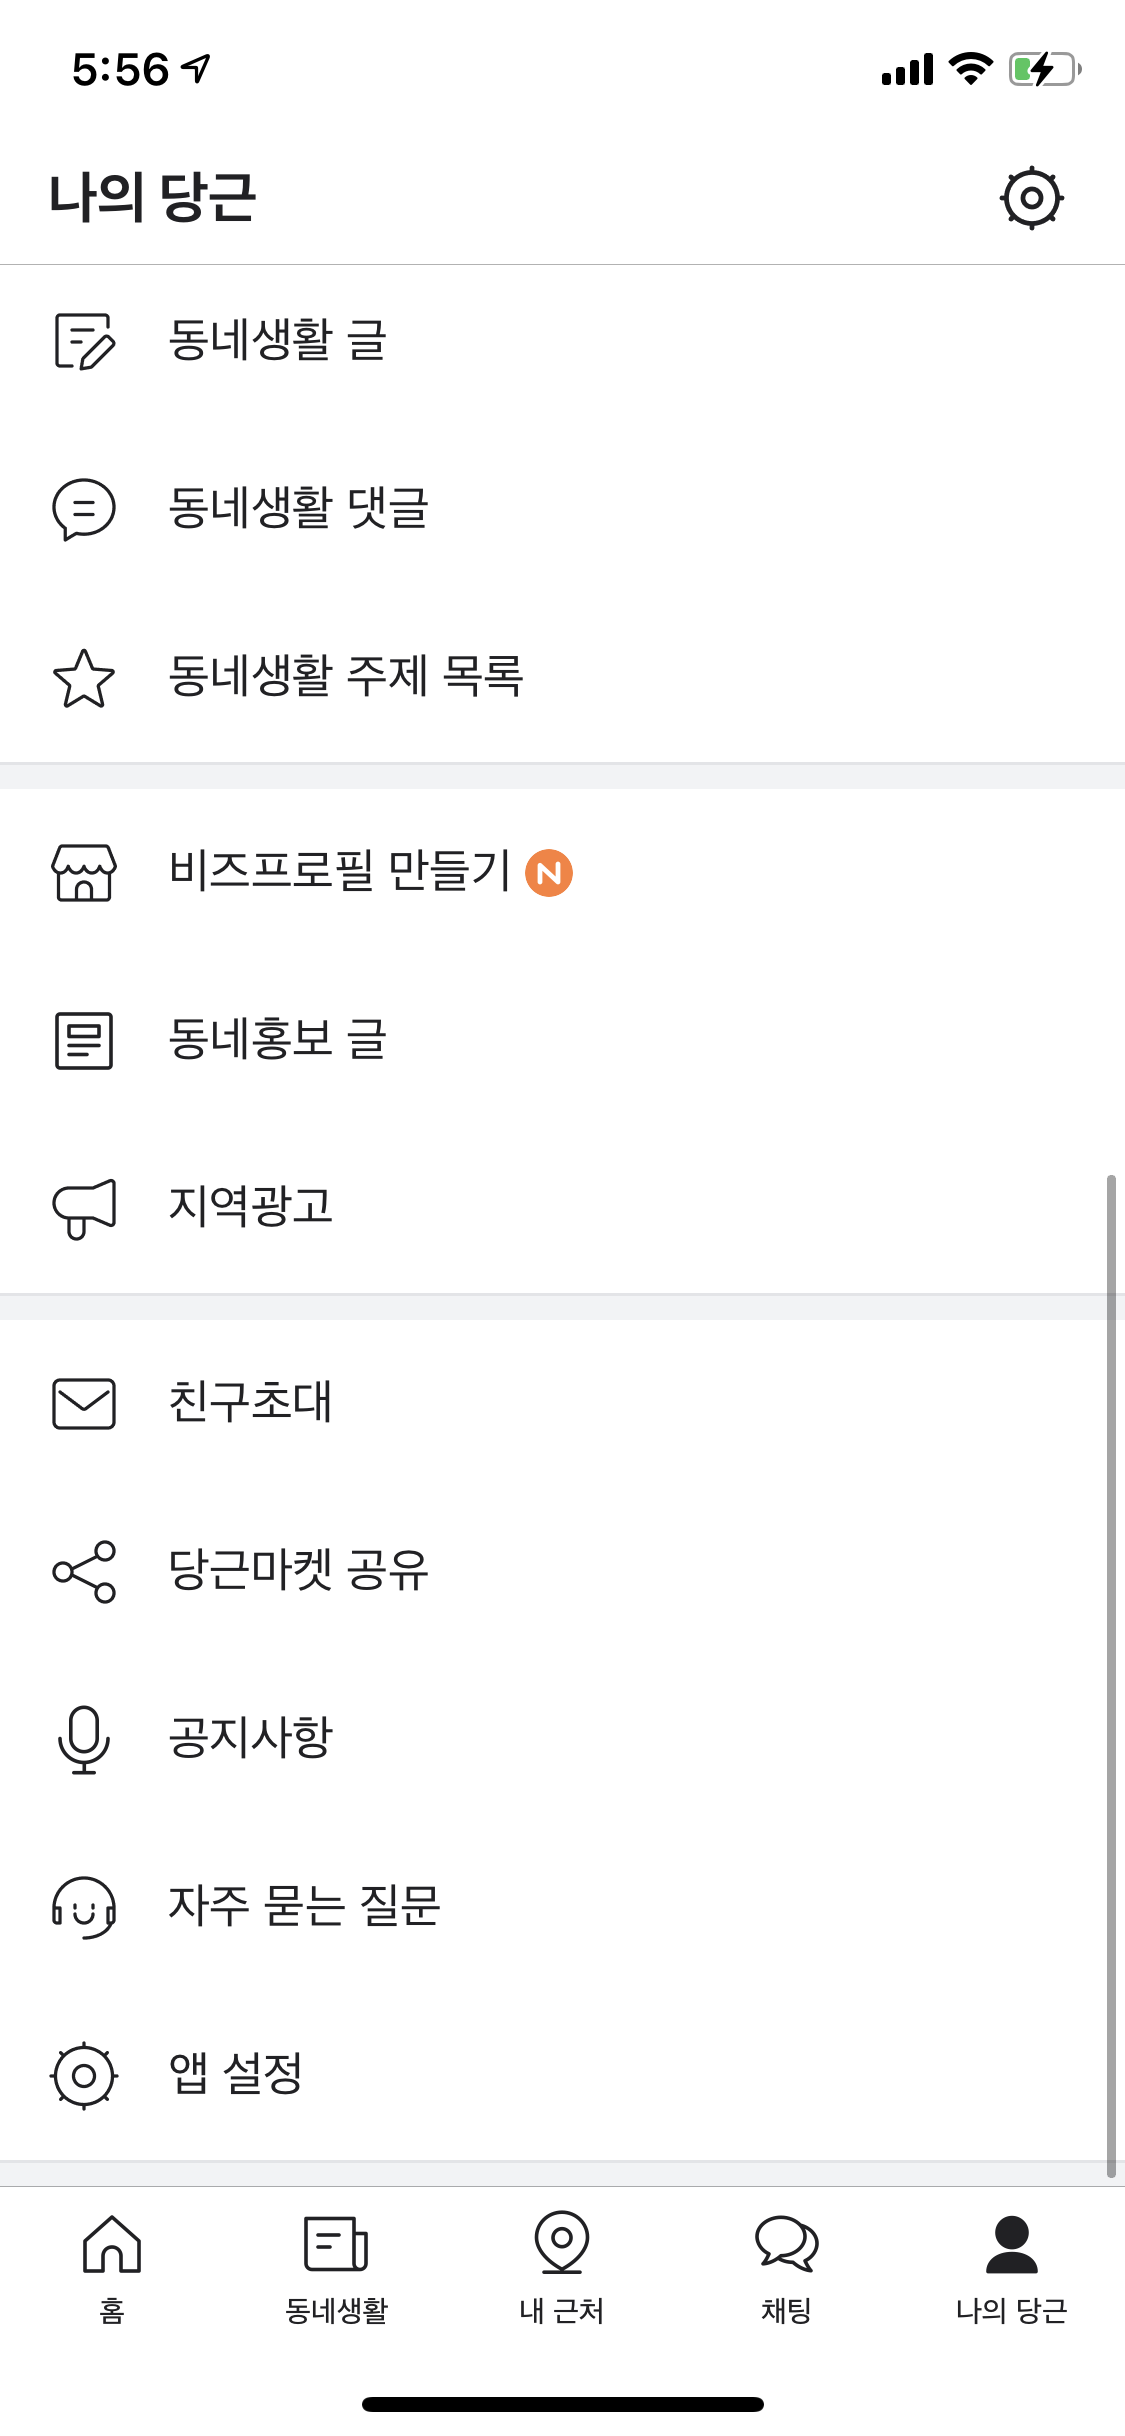 5:56
나의 당근
동네생활 글
동네생활 댓글
동네생활 주제 목록
비즈프로필 만들기 N
동네홍보 글
지역광고
친구초대
당근마켓 공유
공지사항
자주 묻는 질문
앱 설정
홈 동네생활 내 근처 채팅 나의 당근